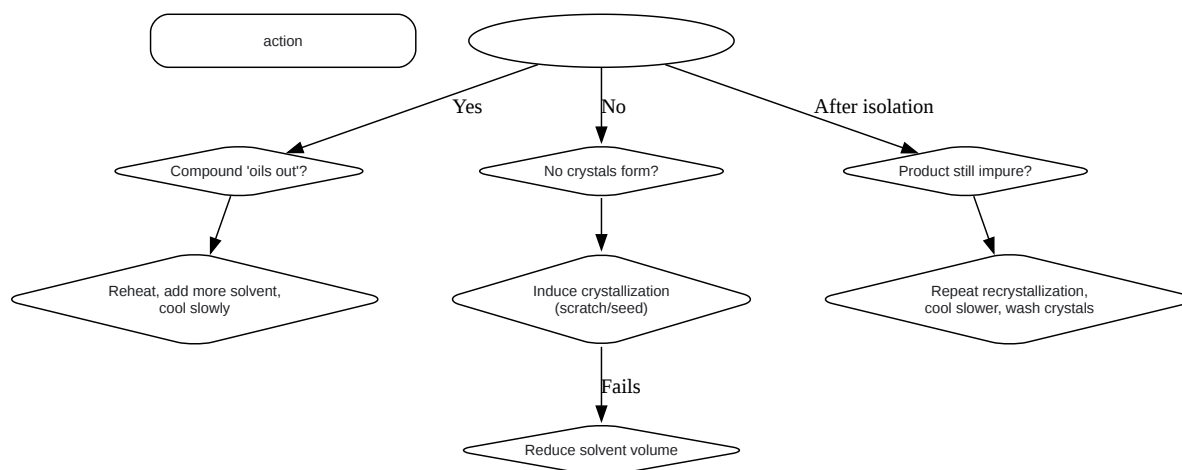 action
Yes
No
After isolation
Compound 'oils out'?
No crystals form?
Product still impure?
Reheat, add more solvent,
cool slowly
Induce crystallization
(scratch/seed)
Repeat recrystallization,
cool slower, wash crystals
Fails
Reduce solvent volume